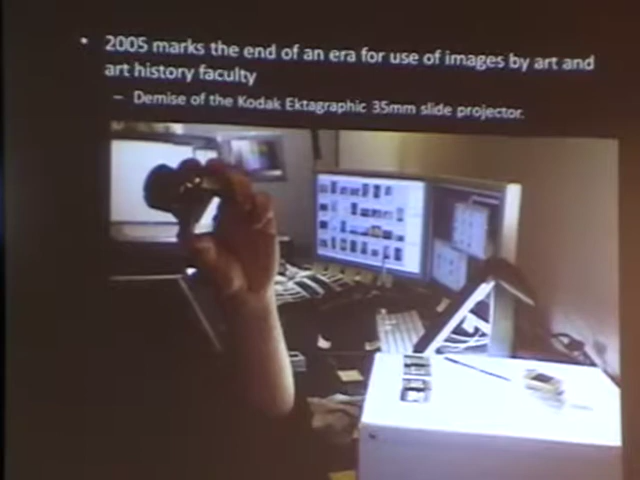 • 2005 marks the end of an era for use of images by art and
art history faculty
– Demise of the Kodak Ektagraphic 35mm slide projector.